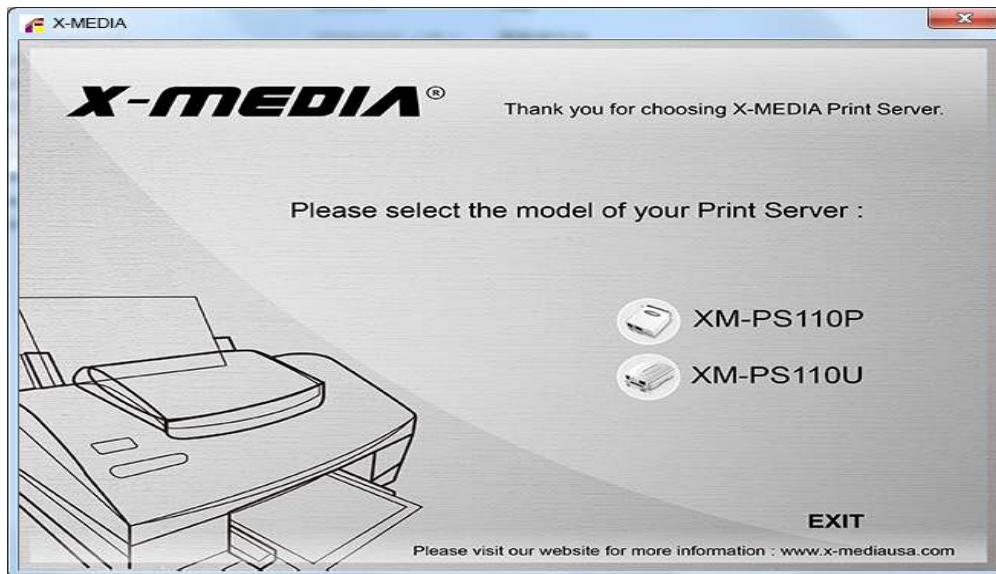 X-MEDIA
X-MEDIA®
Thank you for choosing X-MEDIA Print Server.
Please select the model of your Print Server :
XM-PS110P
XM-PS110U
EXIT
Please visit our website for more information : www.x-mediausa.com